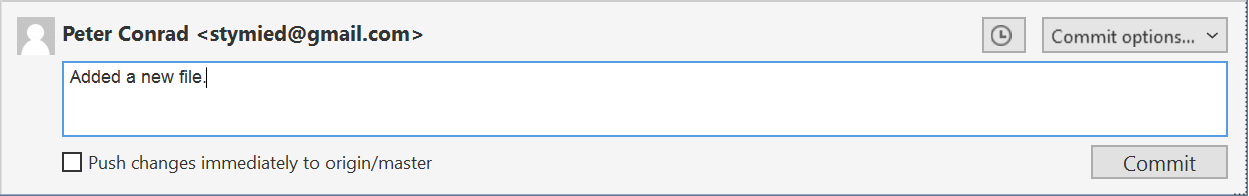 Peter Conrad <stymied@gmail.com>
Commit options...
Added a new file.
Push changes immediately to origin/master
Commit